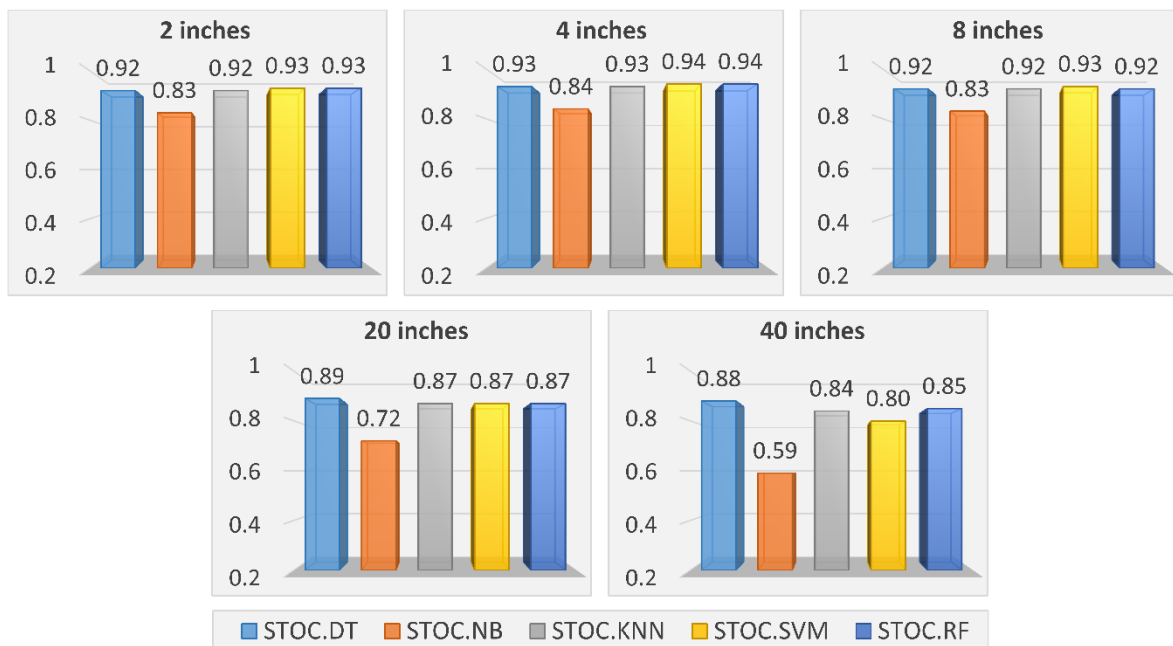 2 inches
1
0.8
0.6
0.4
0.2
0.92 0.83 0.92 0.93 0.93
4 inches
1
0.8
0.6
0.4
0.2
0.93 0.84 0.93 0.94 0.94
8 inches
1
0.8
0.6
0.4
0.2
0.92 0.83 0.92 0.93 0.92
20 inches
1
0.8
0.6
0.4
0.2
0.89 0.72 0.87 0.87 0.87
40 inches
1
0.8
0.6
0.4
0.2
0.88 0.59 0.84 0.80 0.85
STOC.DT STOC.NB STOC.KNN STOC.SVM STOC.RF